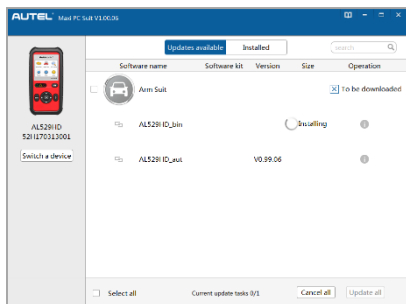 AUTEL Maxi PC Suit V1.00.06
Updates available Installed
search
Software name Software kit Version Size Operation
Arm Suit To be downloaded
AL529HD_bin Installing
AL529HD
52H170313001
AL529HD_aut V0.99.06
Switch a device
Select all Current update tasks 0/1 Cancel all Update all